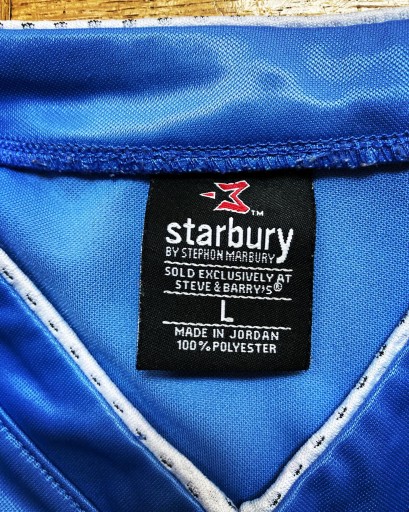 TM
starbury
BY STEPHON MARBURY
SOLD EXCLUSIVELY AT
STEVE & BARRY'S®
L
MADE IN JORDAN
100% POLYESTER